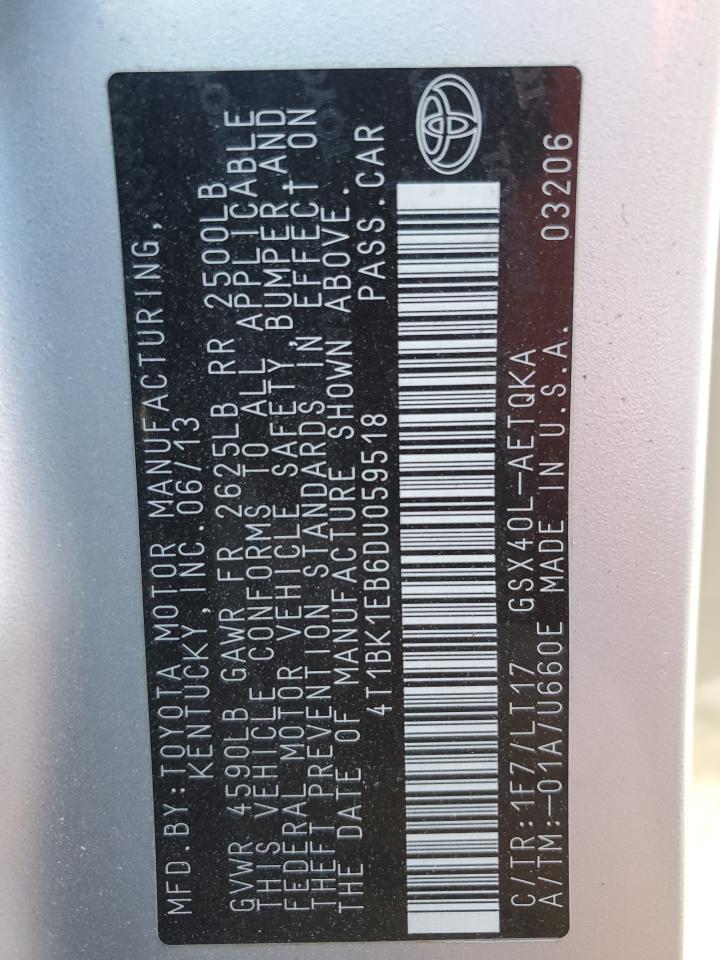 MFD.BY:TOYOTA MOTOR MANUFACTURING,
KENTUCKY,INC.06/13
GVWR 4590LB GAWR FR 2625LB RR 2500LB
THIS VEHICLE CONFORMS TO ALL APPLICABLE
FEDERAL MOTOR VEHICLE SAFETY,BUMPER,AND
THEFT PREVENTION STANDARDS IN EFFECT ON
THE DATE OF MANUFACTURE SHOWN ABOVE.
4T1BK1EB6DU059518 PASS.CAR
C/TR:1F7/LT17 GSX40L-AETQKA
A/TM:-01A/U660E MADE IN U.S.A. 03206